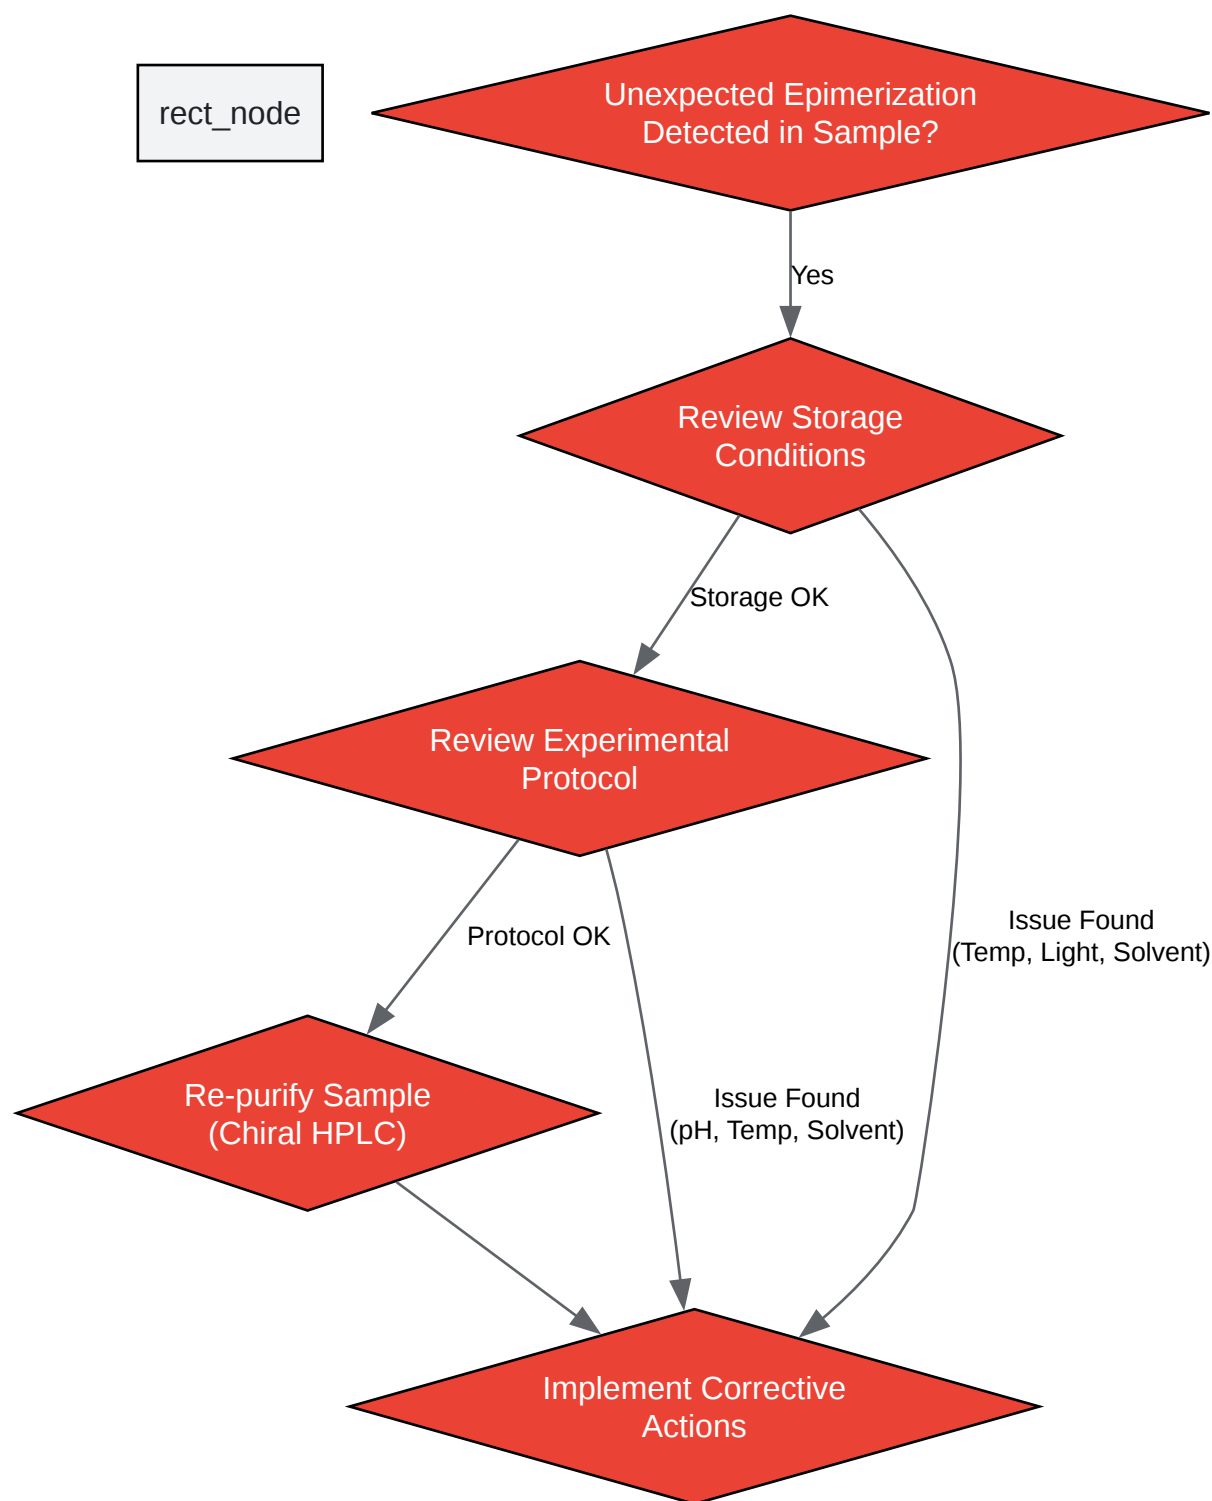 rect_node
Unexpected Epimerization
Detected in Sample?
Yes
Review Storage
Conditions
Storage OK
Review Experimental
Protocol
Protocol OK
Issue Found
(Temp, Light, Solvent)
Re-purify Sample
(Chiral HPLC)
Issue Found
(pH, Temp, Solvent)
Implement Corrective
Actions